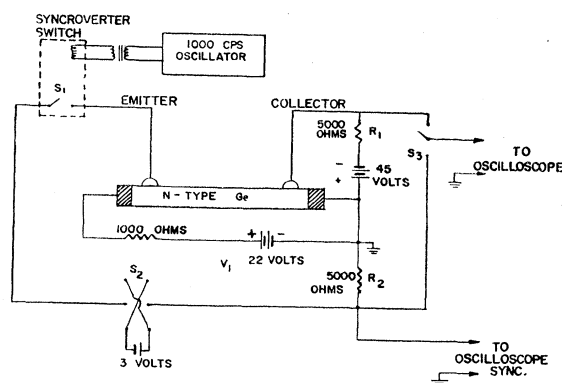 SYNCROVERTER
SWITCH
1000 CPS
OSCILLATOR
S1
EMITTER
COLLECTOR
5000
OHMS
R1
S3
TO
OSCILLOSCOPE
-
+
45
VOLTS
N-TYPE Ge
1000 OHMS
+ -
V1
22 VOLTS
5000
OHMS
R2
S2
3 VOLTS
TO
OSCILLOSCOPE
SYNC.